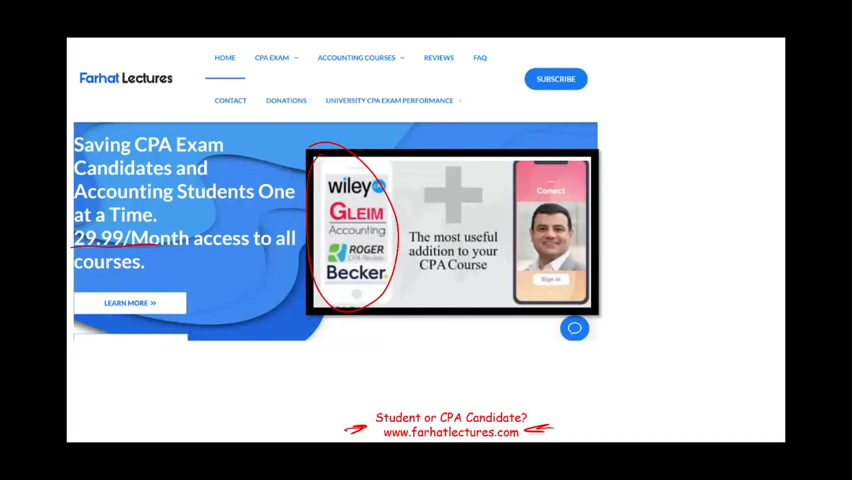 Farhat Lectures
HOME
CPA EXAM
ACCOUNTING COURSES
REVIEWS
FAQ
SUBSCRIBE
CONTACT
DONATIONS
UNIVERSITY CPA EXAM PERFORMANCE
Saving CPA Exam
Candidates and
Accounting Students One
at a Time.
29.99/Month access to all
courses.
LEARN MORE »
wiley
GLEIM
Accounting
ROGER
CPA Review
Becker
The most useful
addition to your
CPA Course
Conect
Sign in
Student or CPA Candidate?
www.farhatlectures.com